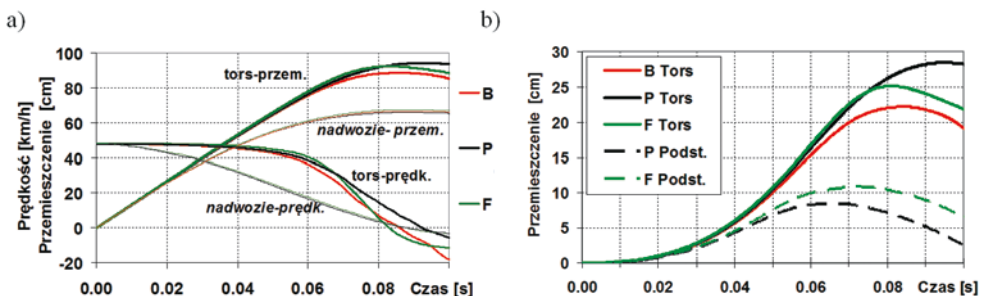 a)
Prędkość [km/h]
Przemieszczenie [cm]
100
80
60
40
20
0
-20
tors-przem.
nadwozie- przem.
tors-prędk.
nadwozie-prędk.
0.00 0.02 0.04 0.06 0.08 Czas [s]
B
P
F
b)
Przemieszczenie [cm]
30
25
20
15
10
5
0
B Tors
P Tors
F Tors
P Podst.
F Podst.
0.00 0.02 0.04 0.06 0.08 Czas [s]